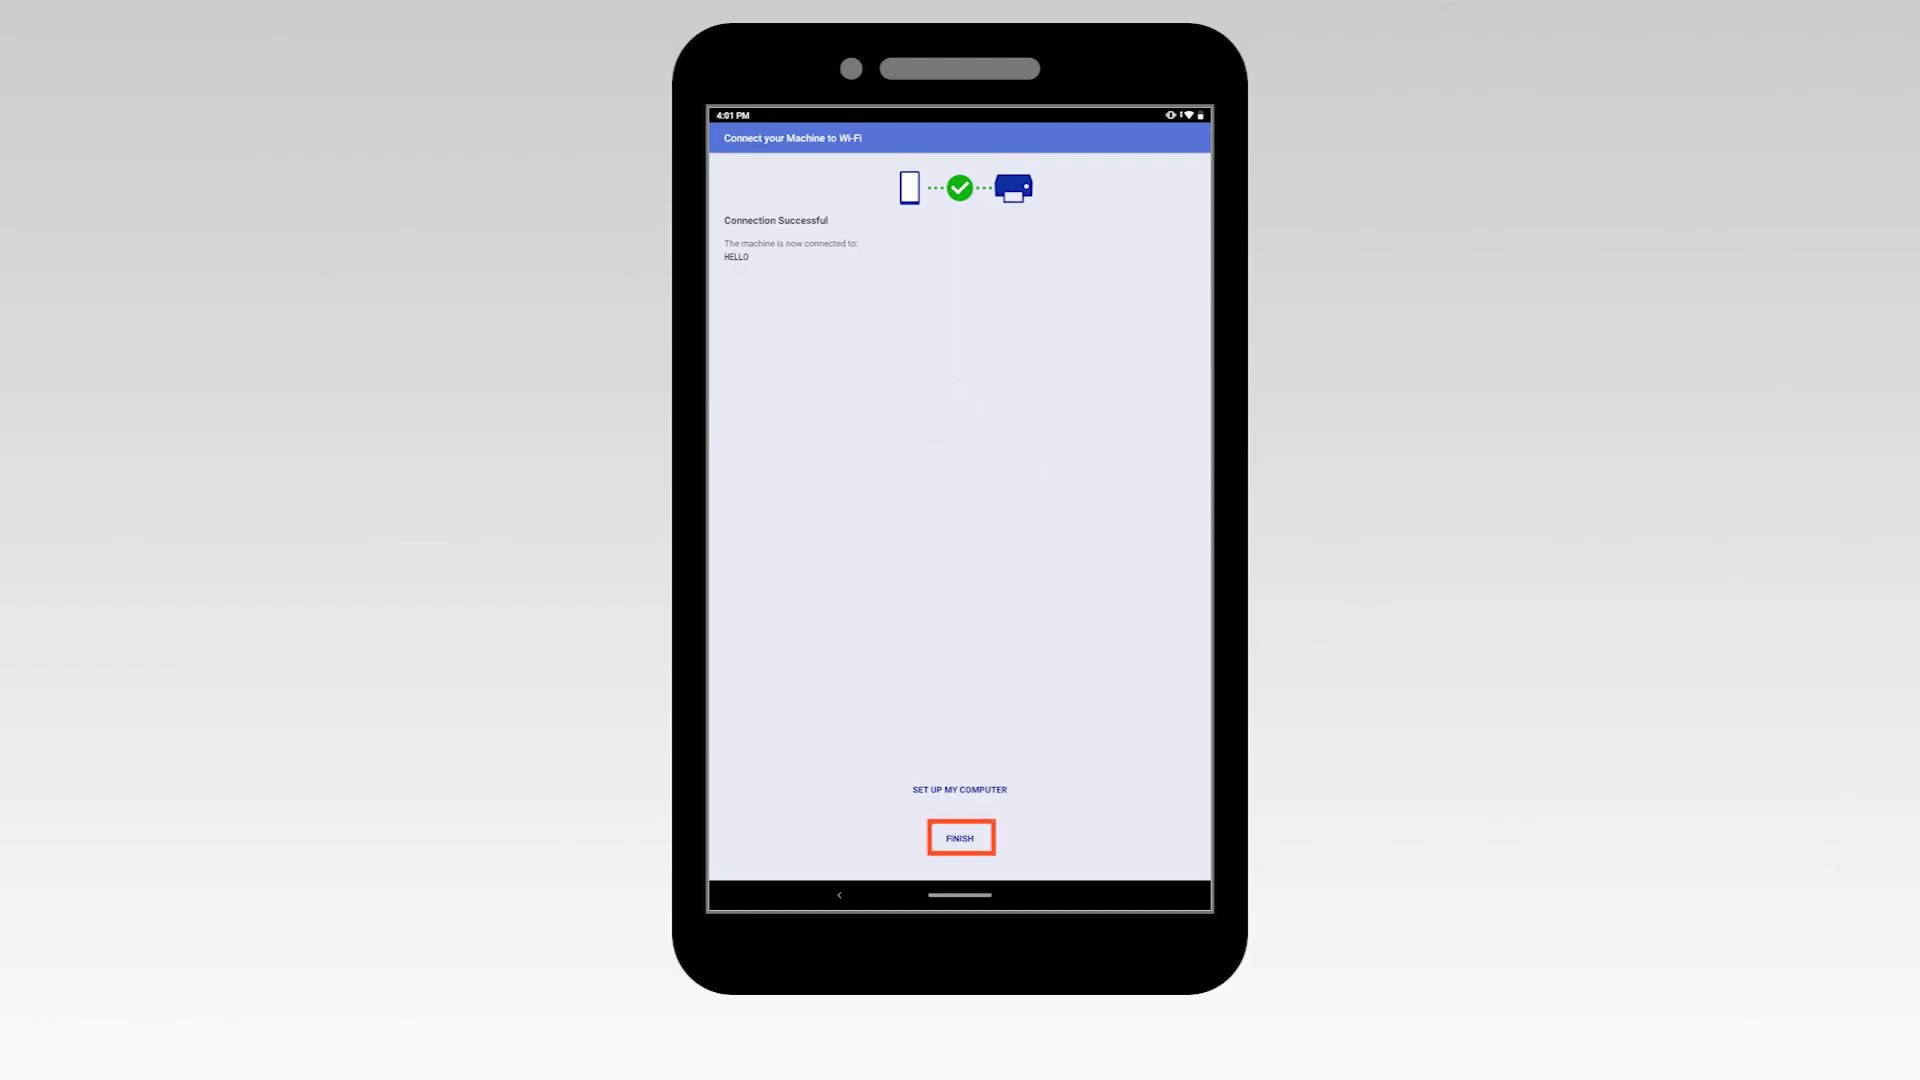 4:01 PM
Connect your Machine to Wi-Fi
Connection Successful
The machine is now connected to:
HELLO
SET UP MY COMPUTER
FINISH